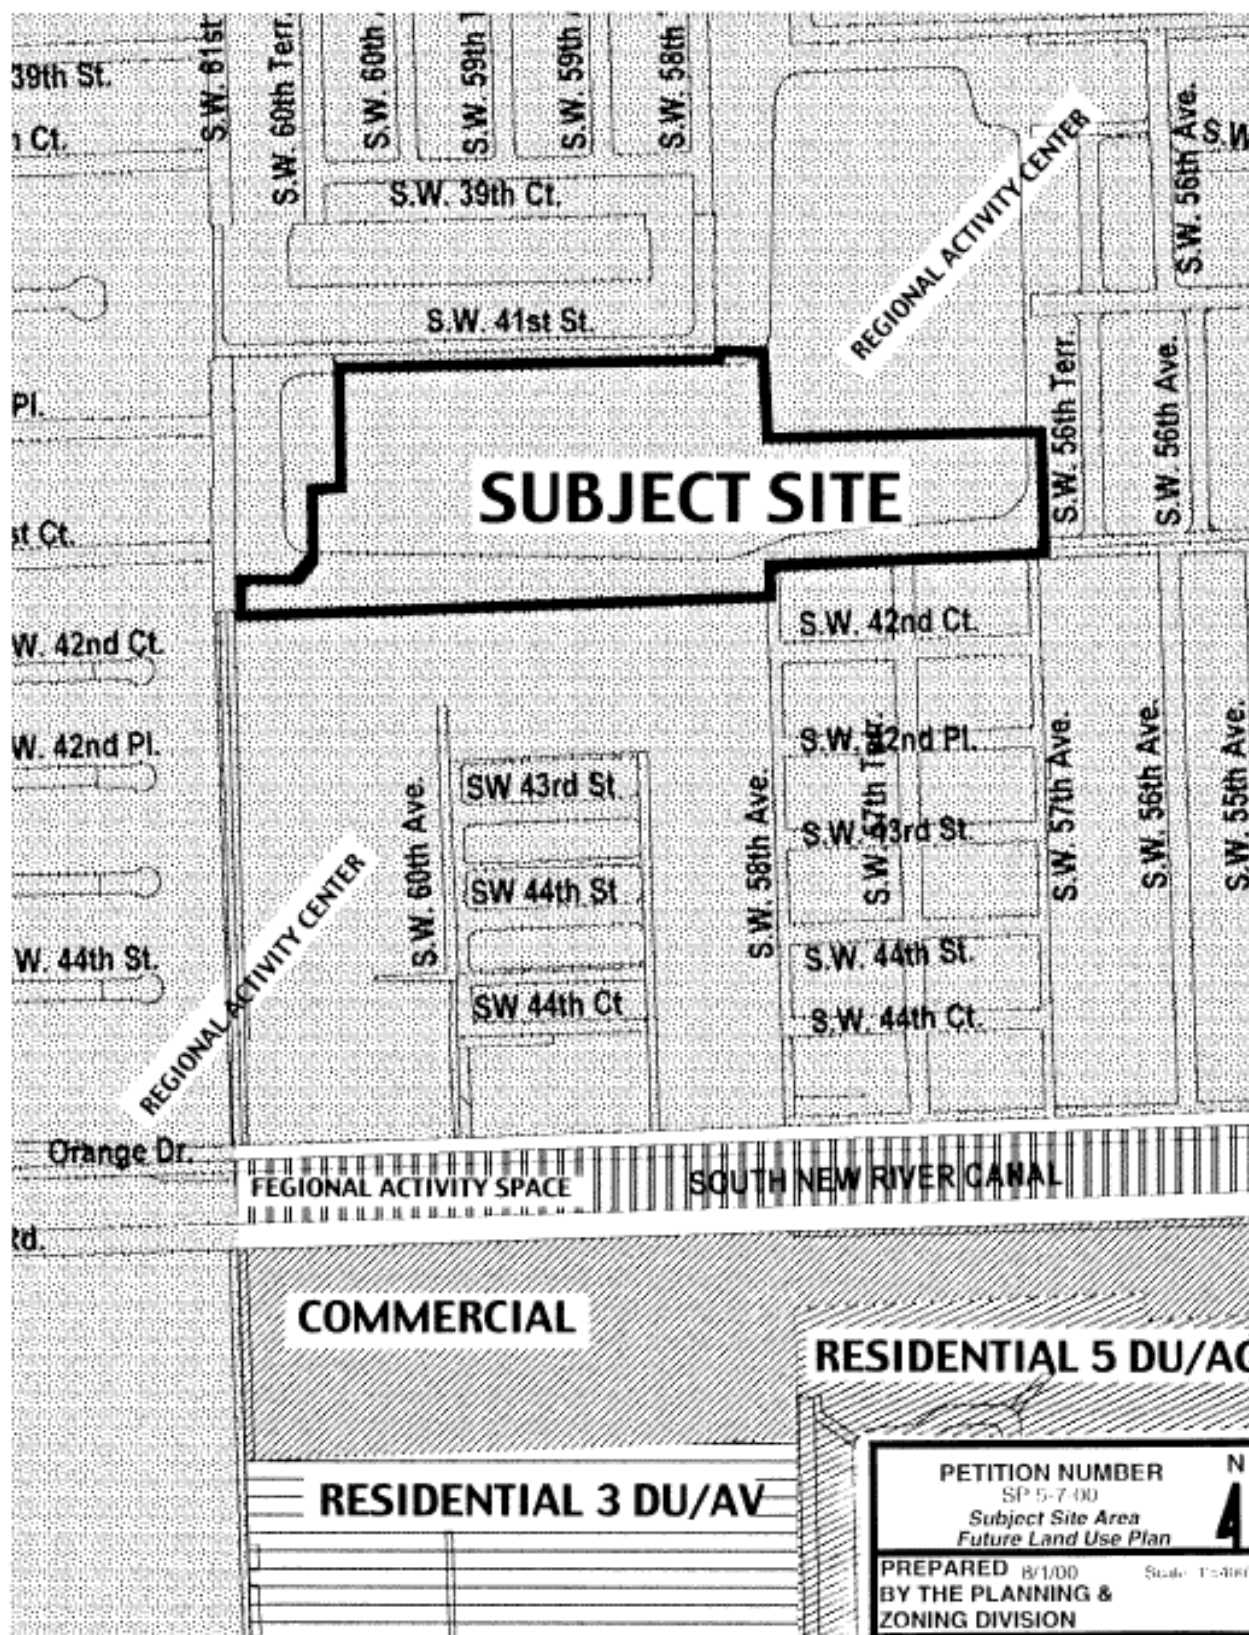 S.W. 61st
S.W. 60th Terr.
S.W. 60th
S.W. 59th
S.W. 59th
S.W. 58th
39th St.
Ct.
S.W. 39th Ct.
S.W. 41st St.
REGIONAL ACTIVITY CENTER
S.W. 56th Ave.
S.W
S.W. 56th Terr.
S.W. 56th Ave.
Pl.
st Ct.
SUBJECT SITE
W. 42nd Ct.
S.W. 42nd Ct.
W. 42nd Pl.
S.W. 42nd Pl.
SW 43rd St
S.W. 43rd St.
S.W. 60th Ave.
S.W. 58th Ave.
S.W. 57th Terr.
S.W. 57th Ave.
S.W. 56th Ave.
S.W. 55th Ave.
REGIONAL ACTIVITY CENTER
SW 44th St
W. 44th St.
S.W. 44th St.
SW 44th Ct
S.W. 44th Ct.
Orange Dr.
FEGIONAL ACTIVITY SPACE
SOUTH NEW RIVER CANAL
Rd.
COMMERCIAL
RESIDENTIAL 5 DU/AC
RESIDENTIAL 3 DU/AV
PETITION NUMBER
SP 5-7-00
Subject Site Area
Future Land Use Plan
N
PREPARED 8/1/00
Scale
BY THE PLANNING &
ZONING DIVISION